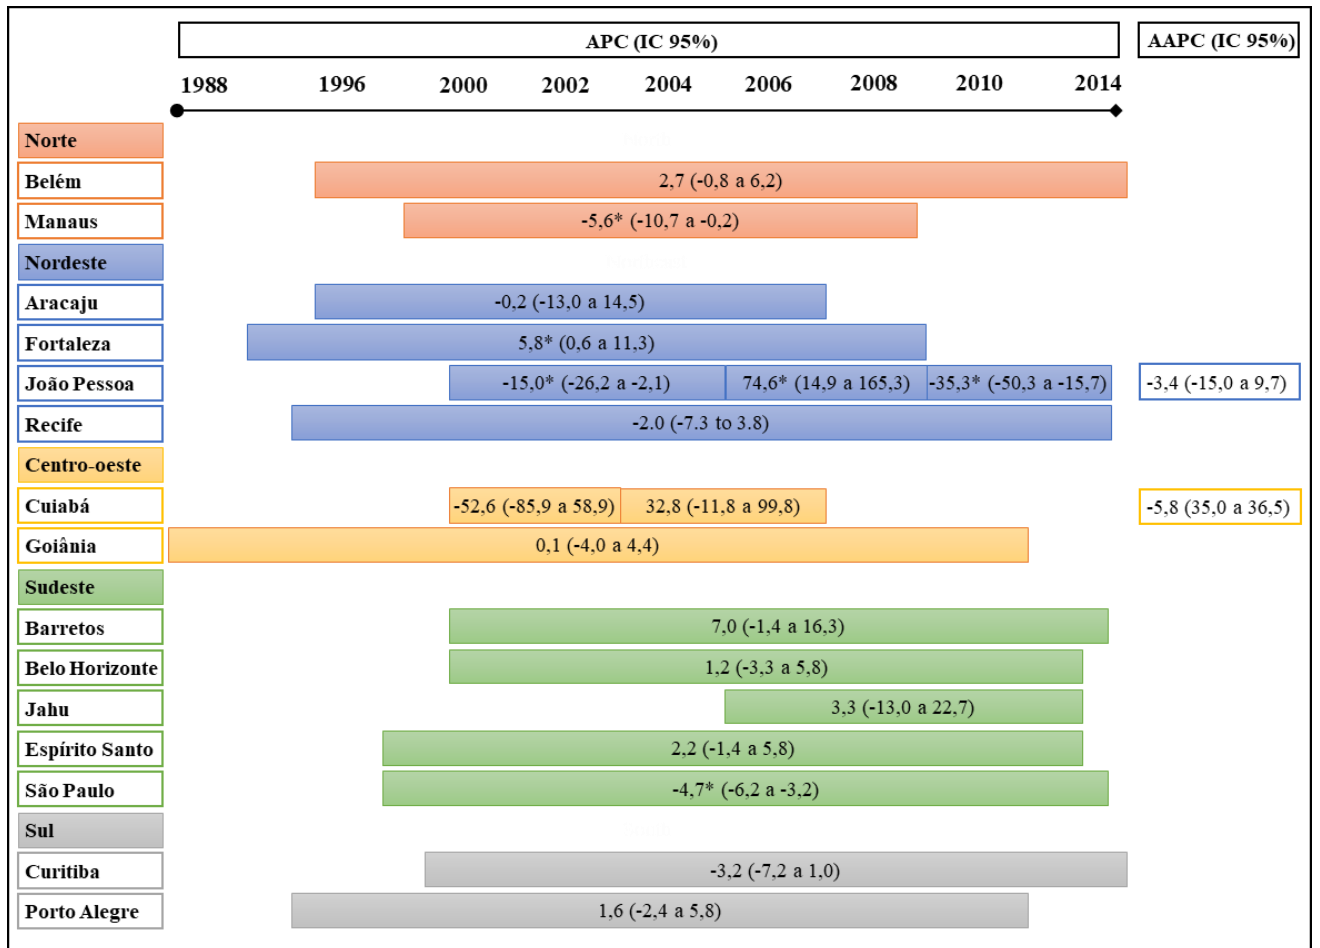 APC (IC 95%) AAPC (IC 95%)
1988 1996 2000 2002 2004 2006 2008 2010 2014
Norte
Belém 2,7 (-0,8 a 6,2)
Manaus -5,6* (-10,7 a -0,2)
Nordeste
Aracaju -0,2 (-13,0 a 14,5)
Fortaleza 5,8* (0,6 a 11,3)
João Pessoa -15,0* (-26,2 a -2,1) 74,6* (14,9 a 165,3) -35,3* (-50,3 a -15,7) -3,4 (-15,0 a 9,7)
Recife -2.0 (-7.3 to 3.8)
Centro-oeste
Cuiabá -52,6 (-85,9 a 58,9) 32,8 (-11,8 a 99,8) -5,8 (35,0 a 36,5)
Goiânia 0,1 (-4,0 a 4,4)
Sudeste
Barretos 7,0 (-1,4 a 16,3)
Belo Horizonte 1,2 (-3,3 a 5,8)
Jahu 3,3 (-13,0 a 22,7)
Espírito Santo 2,2 (-1,4 a 5,8)
São Paulo -4,7* (-6,2 a -3,2)
Sul
Curitiba -3,2 (-7,2 a 1,0)
Porto Alegre 1,6 (-2,4 a 5,8)